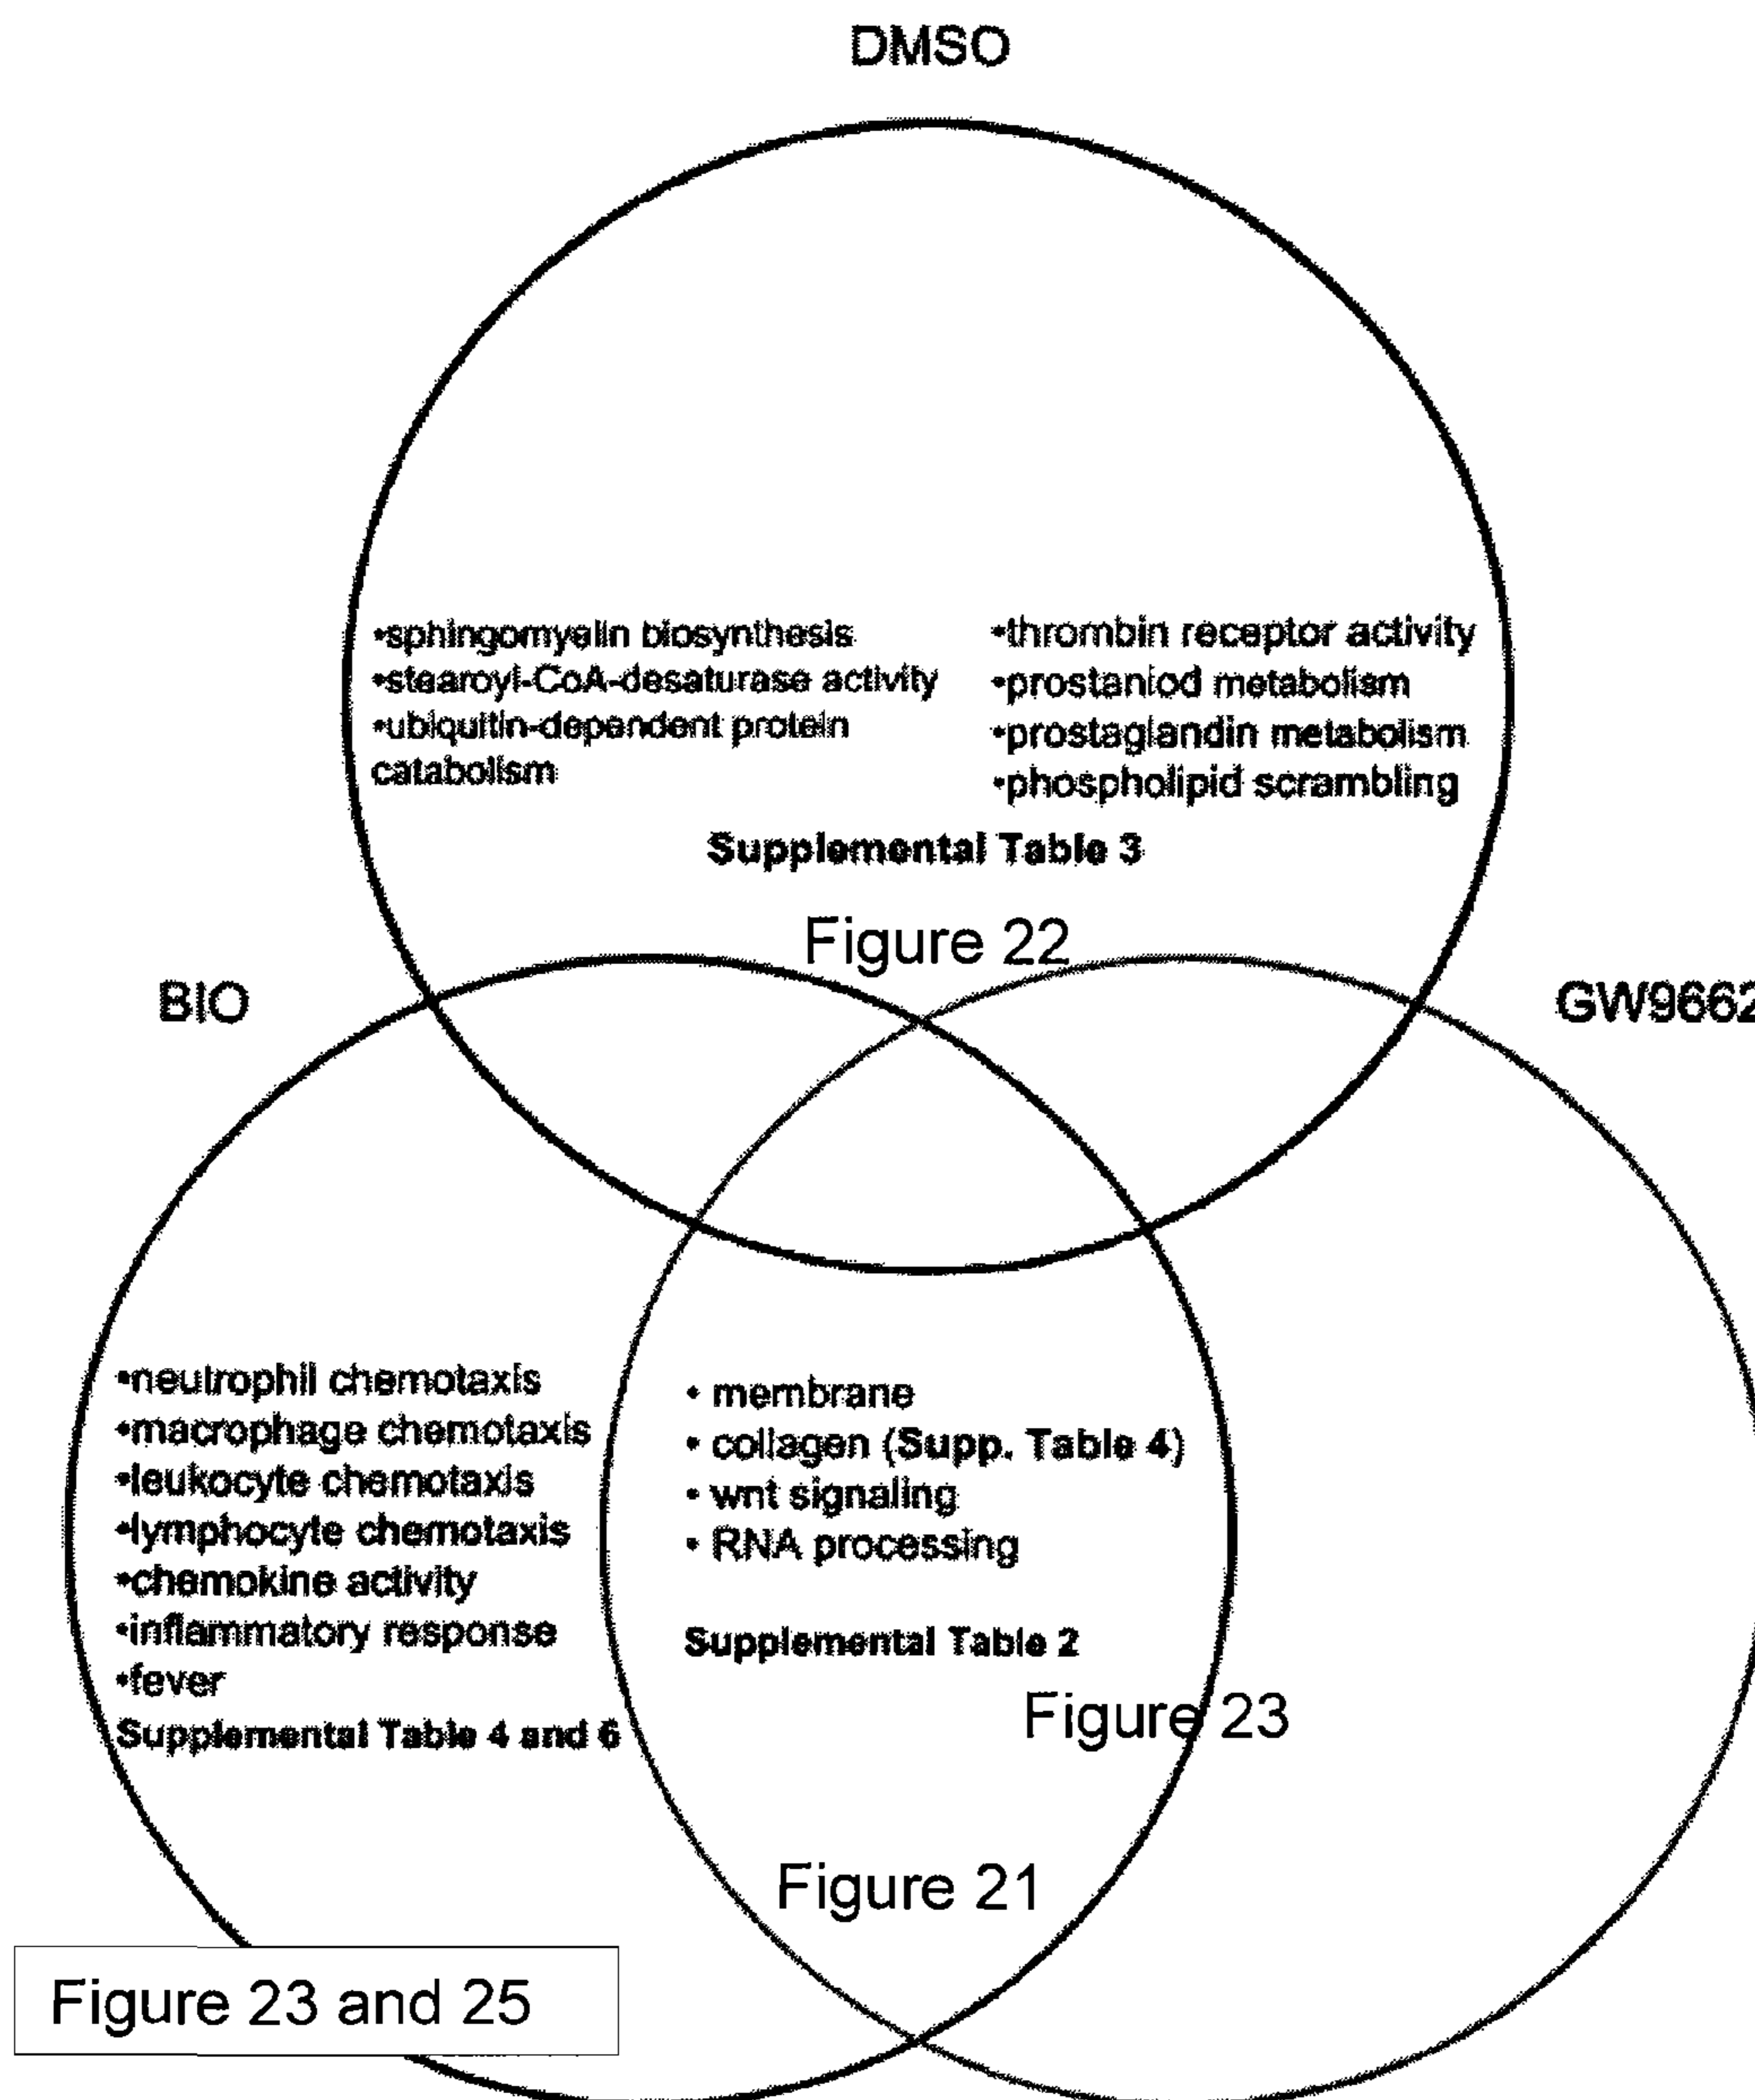 DMSO
•sphingomyelin biosynthesis
•stearoyl-CoA-desaturase activity
•ubiquitin-dependent protein
catabolism
•thrombin receptor activity
•prostaniod metabolism
•prostaglandin metabolism
•phospholipid scrambling
Supplemental Table 3
Figure 22
BIO
GW9662
•neutrophil chemotaxis
•macrophage chemotaxis
•leukocyte chemotaxis
•lymphocyte chemotaxis
•chemokine activity
•inflammatory response
•fever
Supplemental Table 4 and 6
• membrane
• collagen (Supp. Table 4)
• wnt signaling
• RNA processing
Supplemental Table 2
Figure 23
Figure 21
Figure 23 and 25